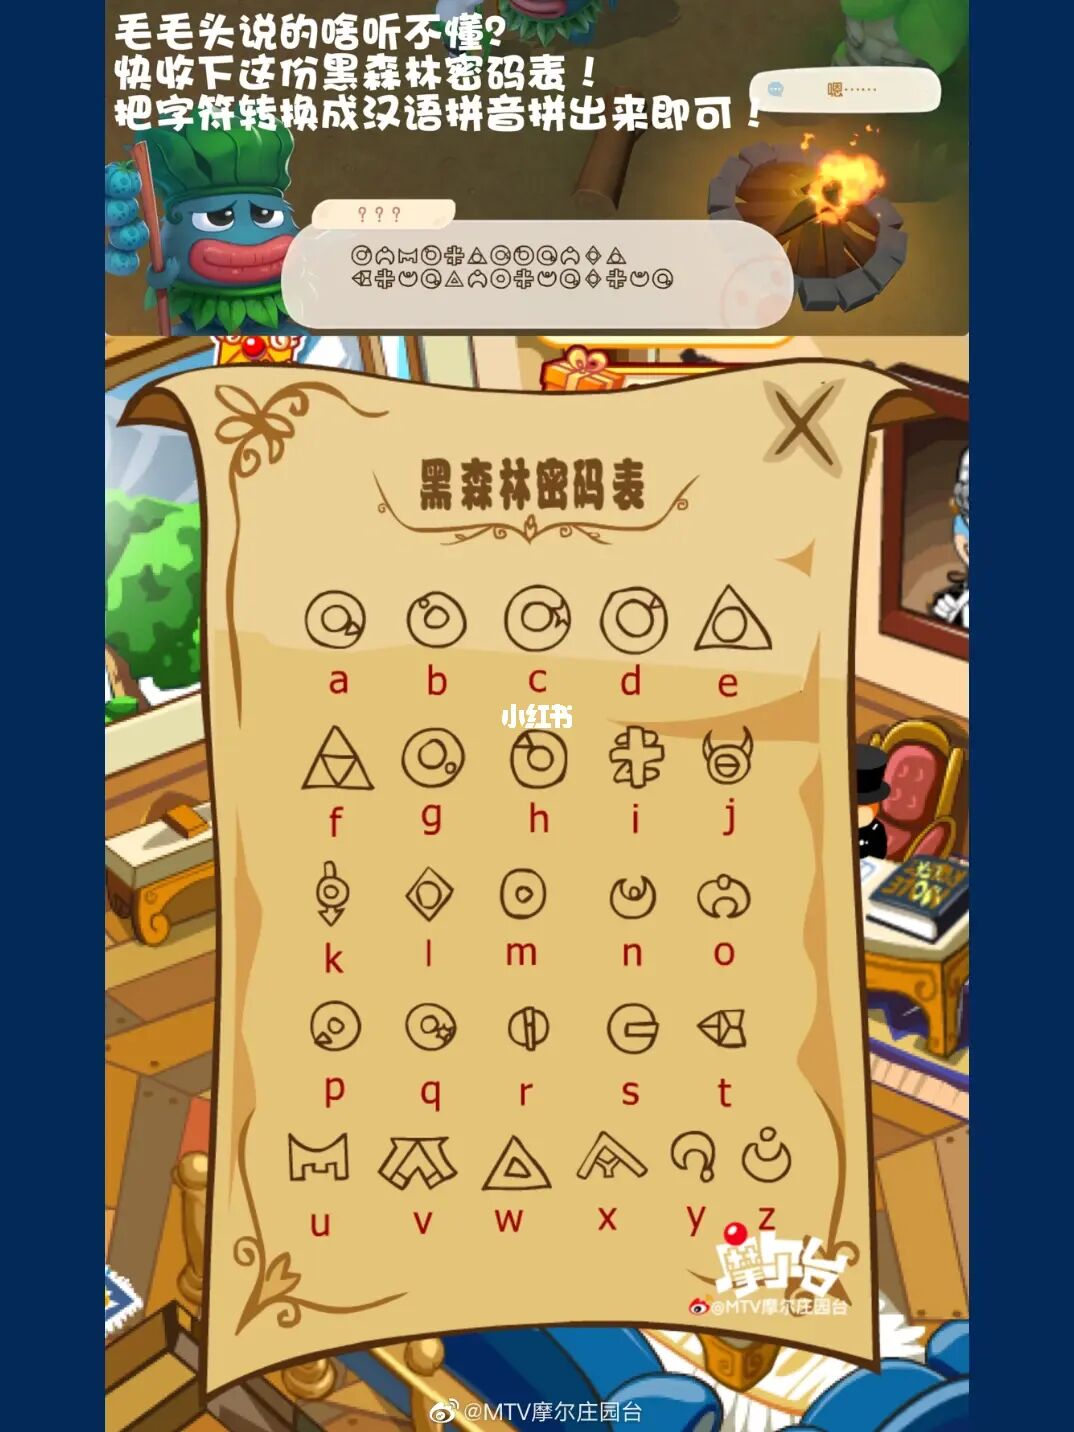 毛毛头说的啥听不懂?
快收下这份黑森林密码表!
把字符转换成汉语拼音拼出来即可!
嗯······
???
黑森林密码表
a b c d e
f g h i j
小红书
k l m n o
p q r s t
u v w x y z
摩尔台
@MTV摩尔庄园台
MOLE
@MTV摩尔庄园台